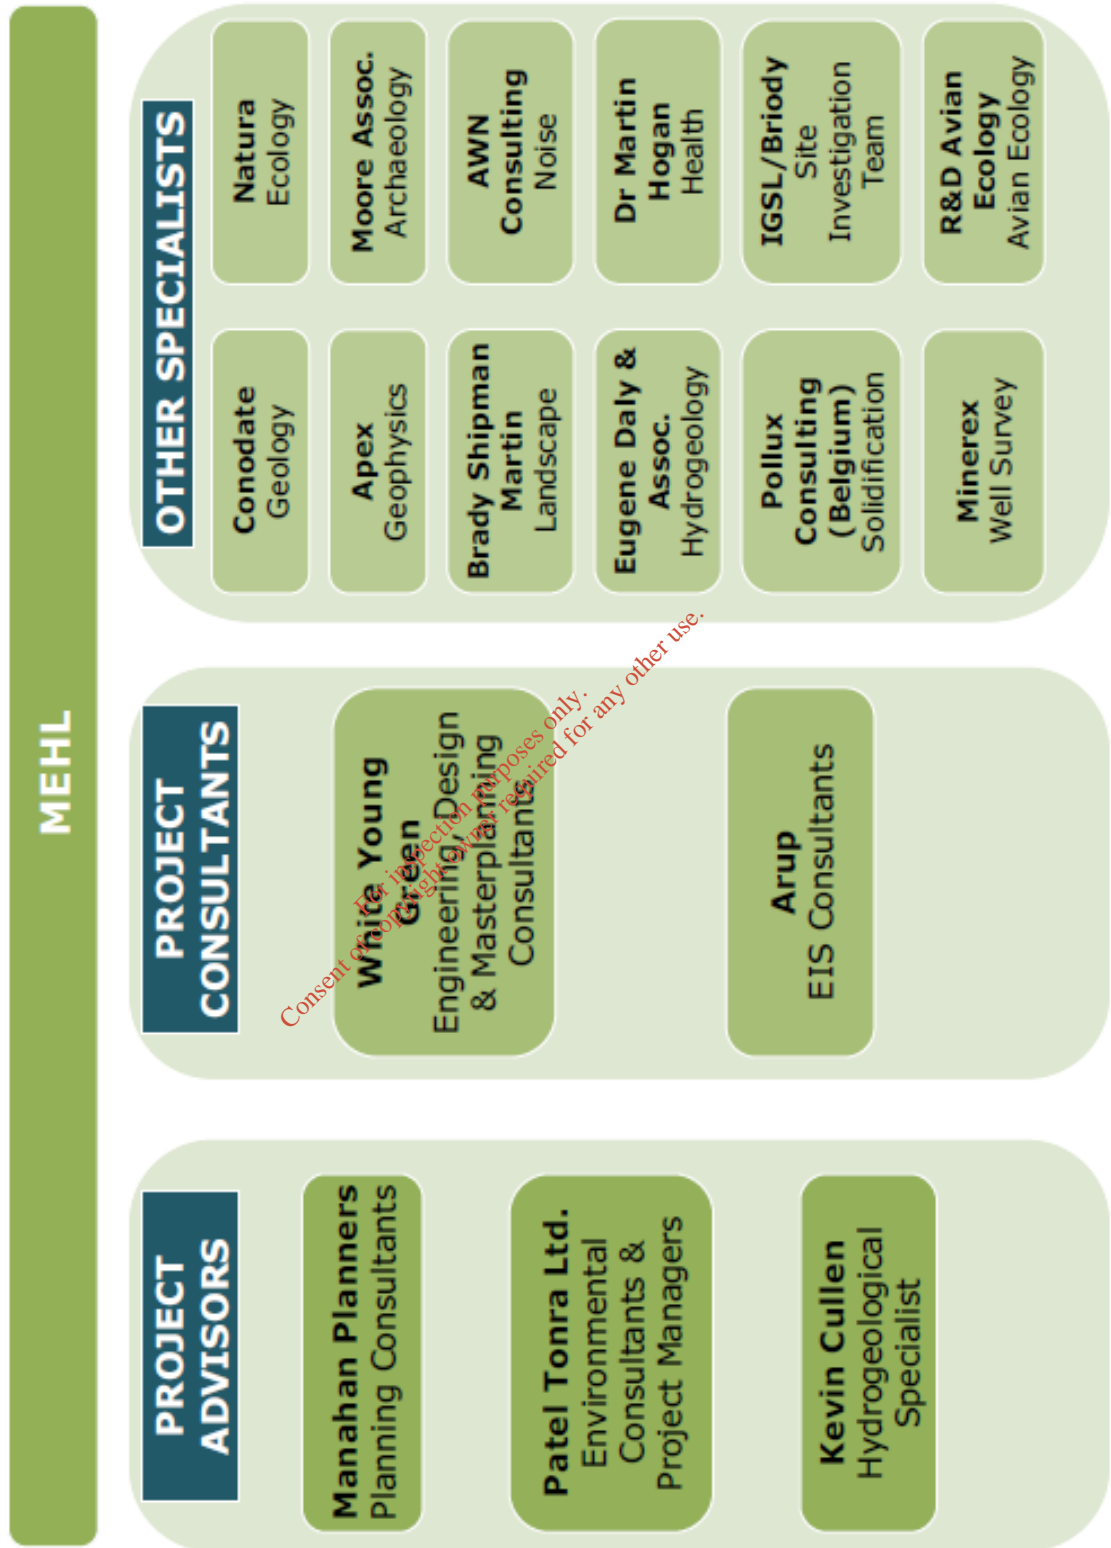 MEHL
PROJECT
ADVISORS
Manahan Planners
Planning Consultants
Patel Tonra Ltd.
Environmental
Consultants &
Project Managers
Kevin Cullen
Hydrogeological
Specialist
PROJECT
CONSULTANTS
White Young
Green
Engineering, Design
& Masterplanning
Consultants
Arup
EIS Consultants
OTHER SPECIALISTS
Conodate
Geology
Natura
Ecology
Apex
Geophysics
Moore Assoc.
Archaeology
Brady Shipman
Martin
Landscape
AWN
Consulting
Noise
Eugene Daly &
Assoc.
Hydrogeology
Dr Martin
Hogan
Health
Pollux
Consulting
(Belgium)
Solidification
IGSL/Briody
Site
Investigation
Team
Minerex
Well Survey
R&D Avian
Ecology
Avian Ecology
For inspection purposes only.
Consent of copyright owner required for any other use.